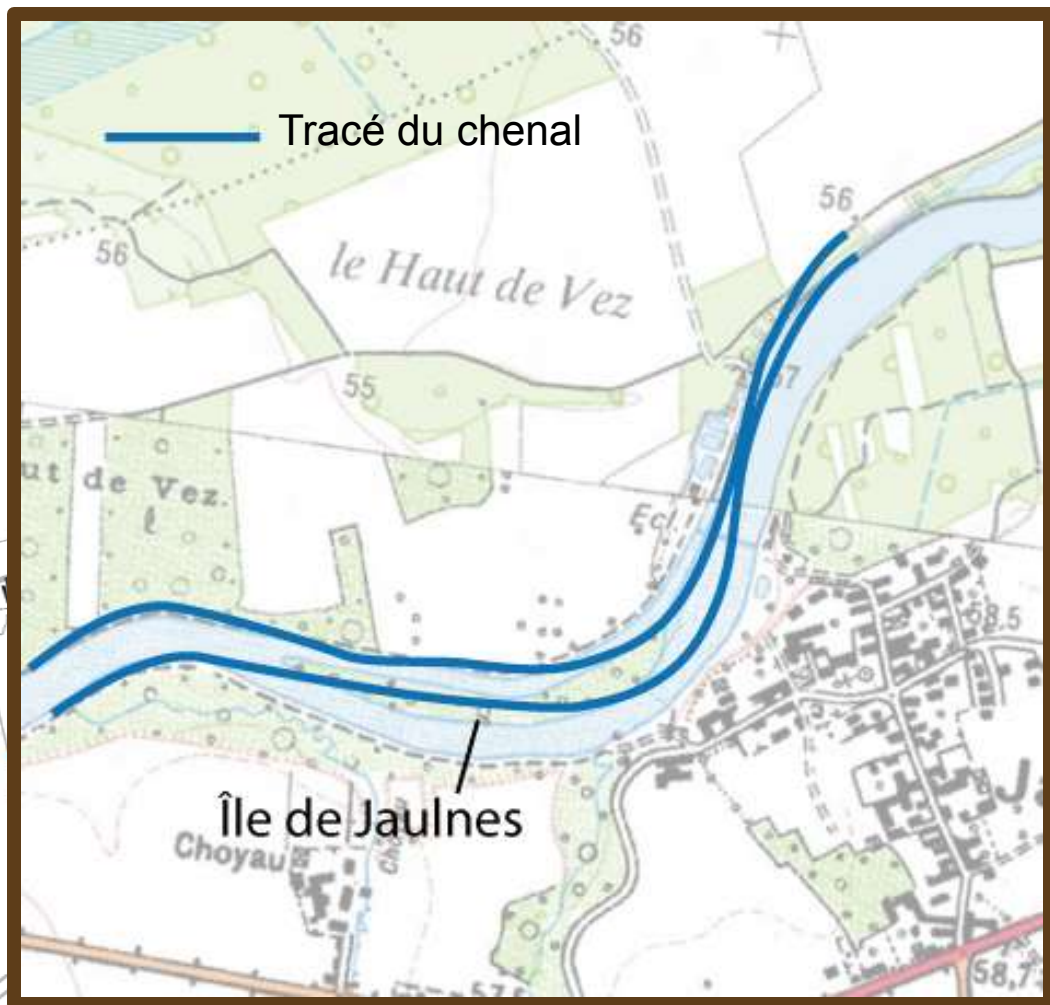 56
Tracé du chenal
56
56
le Haut de Vez
55
ut de Vez
Ecl.
58.5
Île de Jaulnes
Choyau
J
58,7